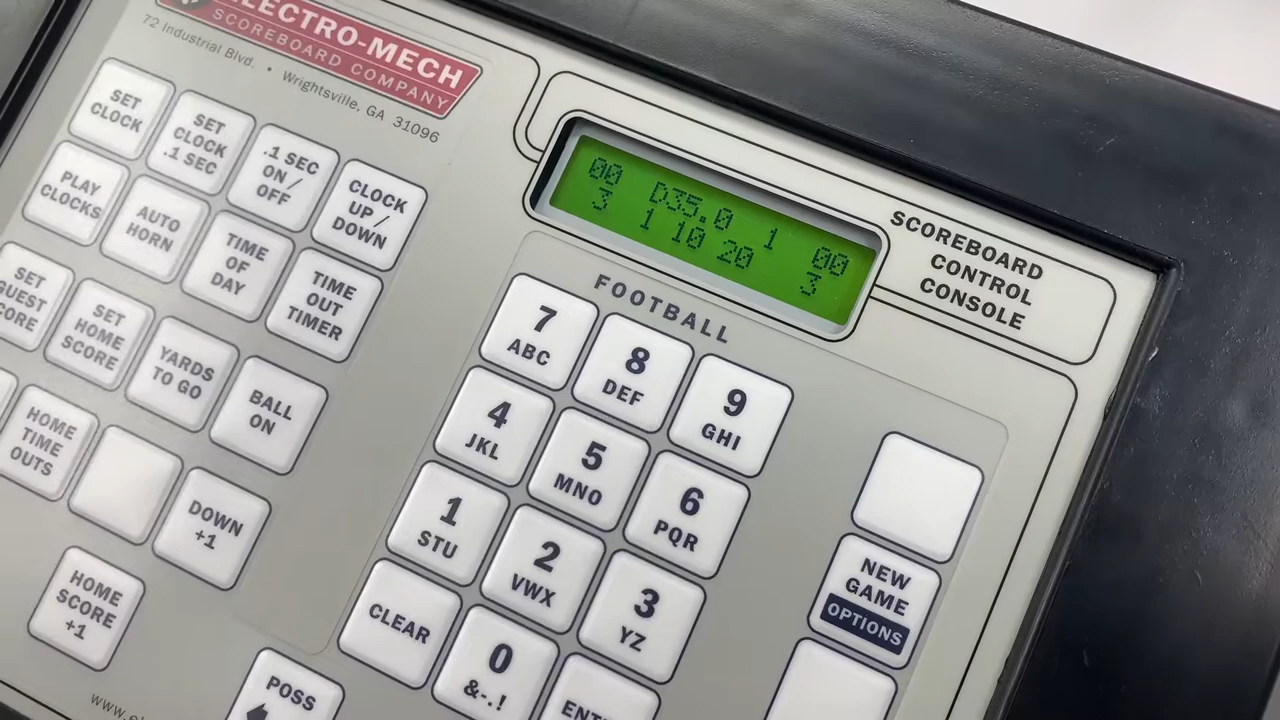 ELECTRO-MECH
SCOREBOARD COMPANY
72 Industrial Blvd. • Wrightsville, GA 31096
SET
CLOCK
SET
CLOCK
.1 SEC
.1 SEC
ON/
OFF
CLOCK
UP/
DOWN
PLAY
CLOCKS
AUTO
HORN
TIME
OF
DAY
TIME
OUT
TIMER
SET
GUEST
SCORE
SET
HOME
SCORE
YARDS
TO GO
BALL
ON
HOME
TIME
OUTS
DOWN
+1
HOME
SCORE
+1
POSS
00 D35.0 1 00
3 1 10 20 3
SCOREBOARD
CONTROL
CONSOLE
FOOTBALL
7
ABC
8
DEF
9
GHI
4
JKL
5
MNO
6
PQR
1
STU
2
VWX
3
YZ
CLEAR
0
&-.!
NEW
GAME
OPTIONS